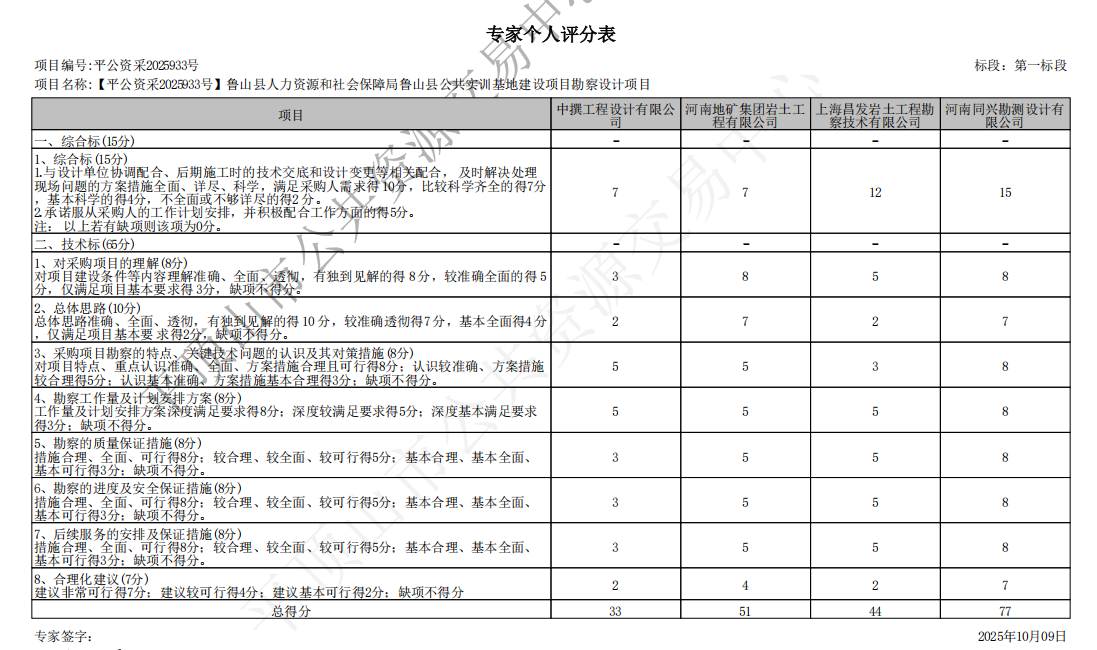 专家个人评分表
项目编号:平公资采2025933号
标段：第一标段
项目名称:【平公资采2025933号】鲁山县人力资源和社会保障局鲁山县公共实训基地建设项目勘察设计项目
项目 中撰工程设计有限公司 河南地矿集团岩土工程有限公司 上海昌发岩土工程勘察技术有限公司 河南同兴勘测设计有限公司
一、综合标(15分) － － － －
1、综合标(15分)
1.与设计单位协调配合、后期施工时的技术交底和设计变更等相关配合， 及时解决处理
现场问题的方案措施全面、详尽、科学，满足采购人需求得 10分，比较科学齐全的得7分
，基本科学的得4分，不全面或不够详尽的得2 分。
2.承诺服从采购人的工作计划安排，并积极配合工作方面的得5分。
注： 以上若有缺项则该项为0分。
7 7 12 15
二、技术标(65分) － － － －
1、对采购项目的理解(8分)
对项目建设条件等内容理解准确、全面、透彻，有独到见解的得 8分，较准确全面的得 5
分，仅满足项目基本要求得 3分，缺项不得分。
3 8 5 8
2、总体思路(10分)
总体思路准确、全面、透彻，有独到见解的得 10 分，较准确透彻得7 分，基本全面得4 分
，仅满足项目基本要 求得2分，缺项不得分。
2 7 2 7
3、采购项目勘察的特点、关键技术问题的认识及其对策措施(8分)
对项目特点、重点认识准确、全面、方案措施合理且可行得8分；认识较准确、方案措施
较合理得5分；认识基本准确、方案措施基本合理得3分；缺项不得分。
5 5 3 8
4、勘察工作量及计划安排方案(8分)
工作量及计划安排方案深度满足要求得8分；深度较满足要求得5分；深度基本满足要求
得3分；缺项不得分。
5 5 5 8
5、勘察的质量保证措施(8分)
措施合理、全面、可行得8分；较合理、较全面、较可行得5分；基本合理、基本全面、
基本可行得3分；缺项不得分。
3 5 5 8
6、勘察的进度及安全保证措施(8分)
措施合理、全面、可行得8分；较合理、较全面、较可行得5分；基本合理、基本全面、
基本可行得3分；缺项不得分。
3 5 5 8
7、后续服务的安排及保证措施(8分)
措施合理、全面、可行得8分；较合理、较全面、较可行得5分；基本合理、基本全面、
基本可行得3分；缺项不得分。
3 5 5 8
8、合理化建议(7分)
建议非常可行得7分；建议较可行得4分；建议基本可行得2分；缺项不得分
2 4 2 7
总得分 33 51 44 77
专家签字：
2025年10月09日
平顶山市公共资源交易中心
平顶山市公共资源交易中心